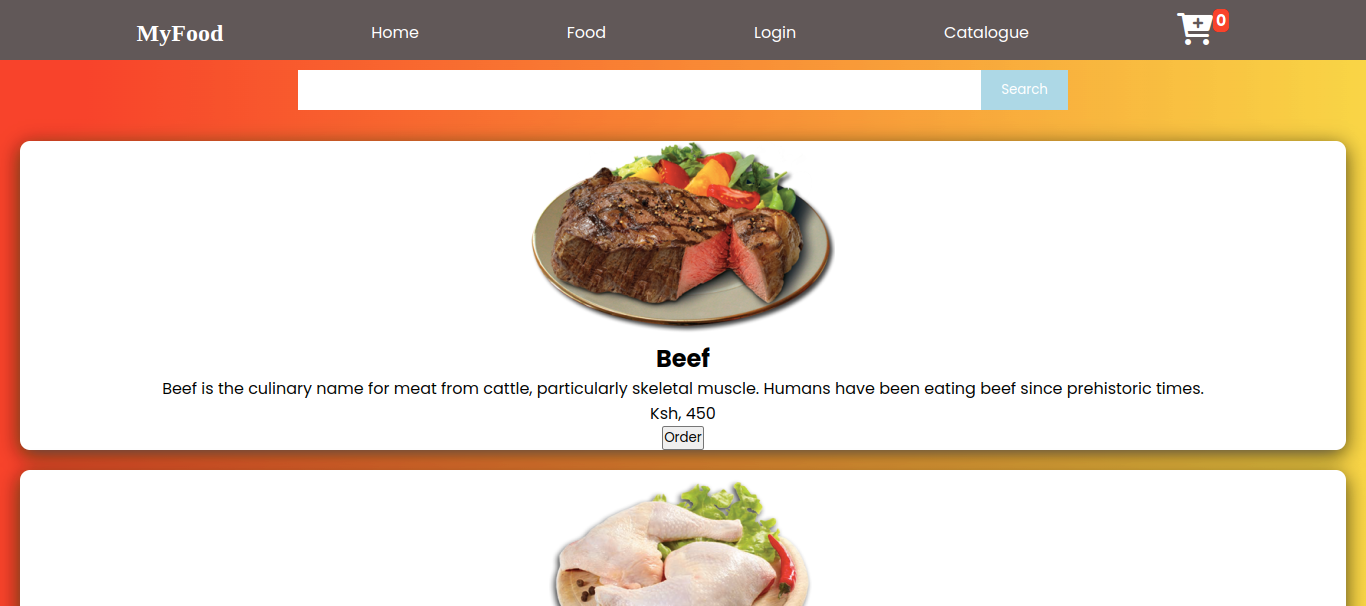 MyFood Home Food Login Catalogue 0
Search
Beef
Beef is the culinary name for meat from cattle, particularly skeletal muscle. Humans have been eating beef since prehistoric times.
Ksh, 450
Order